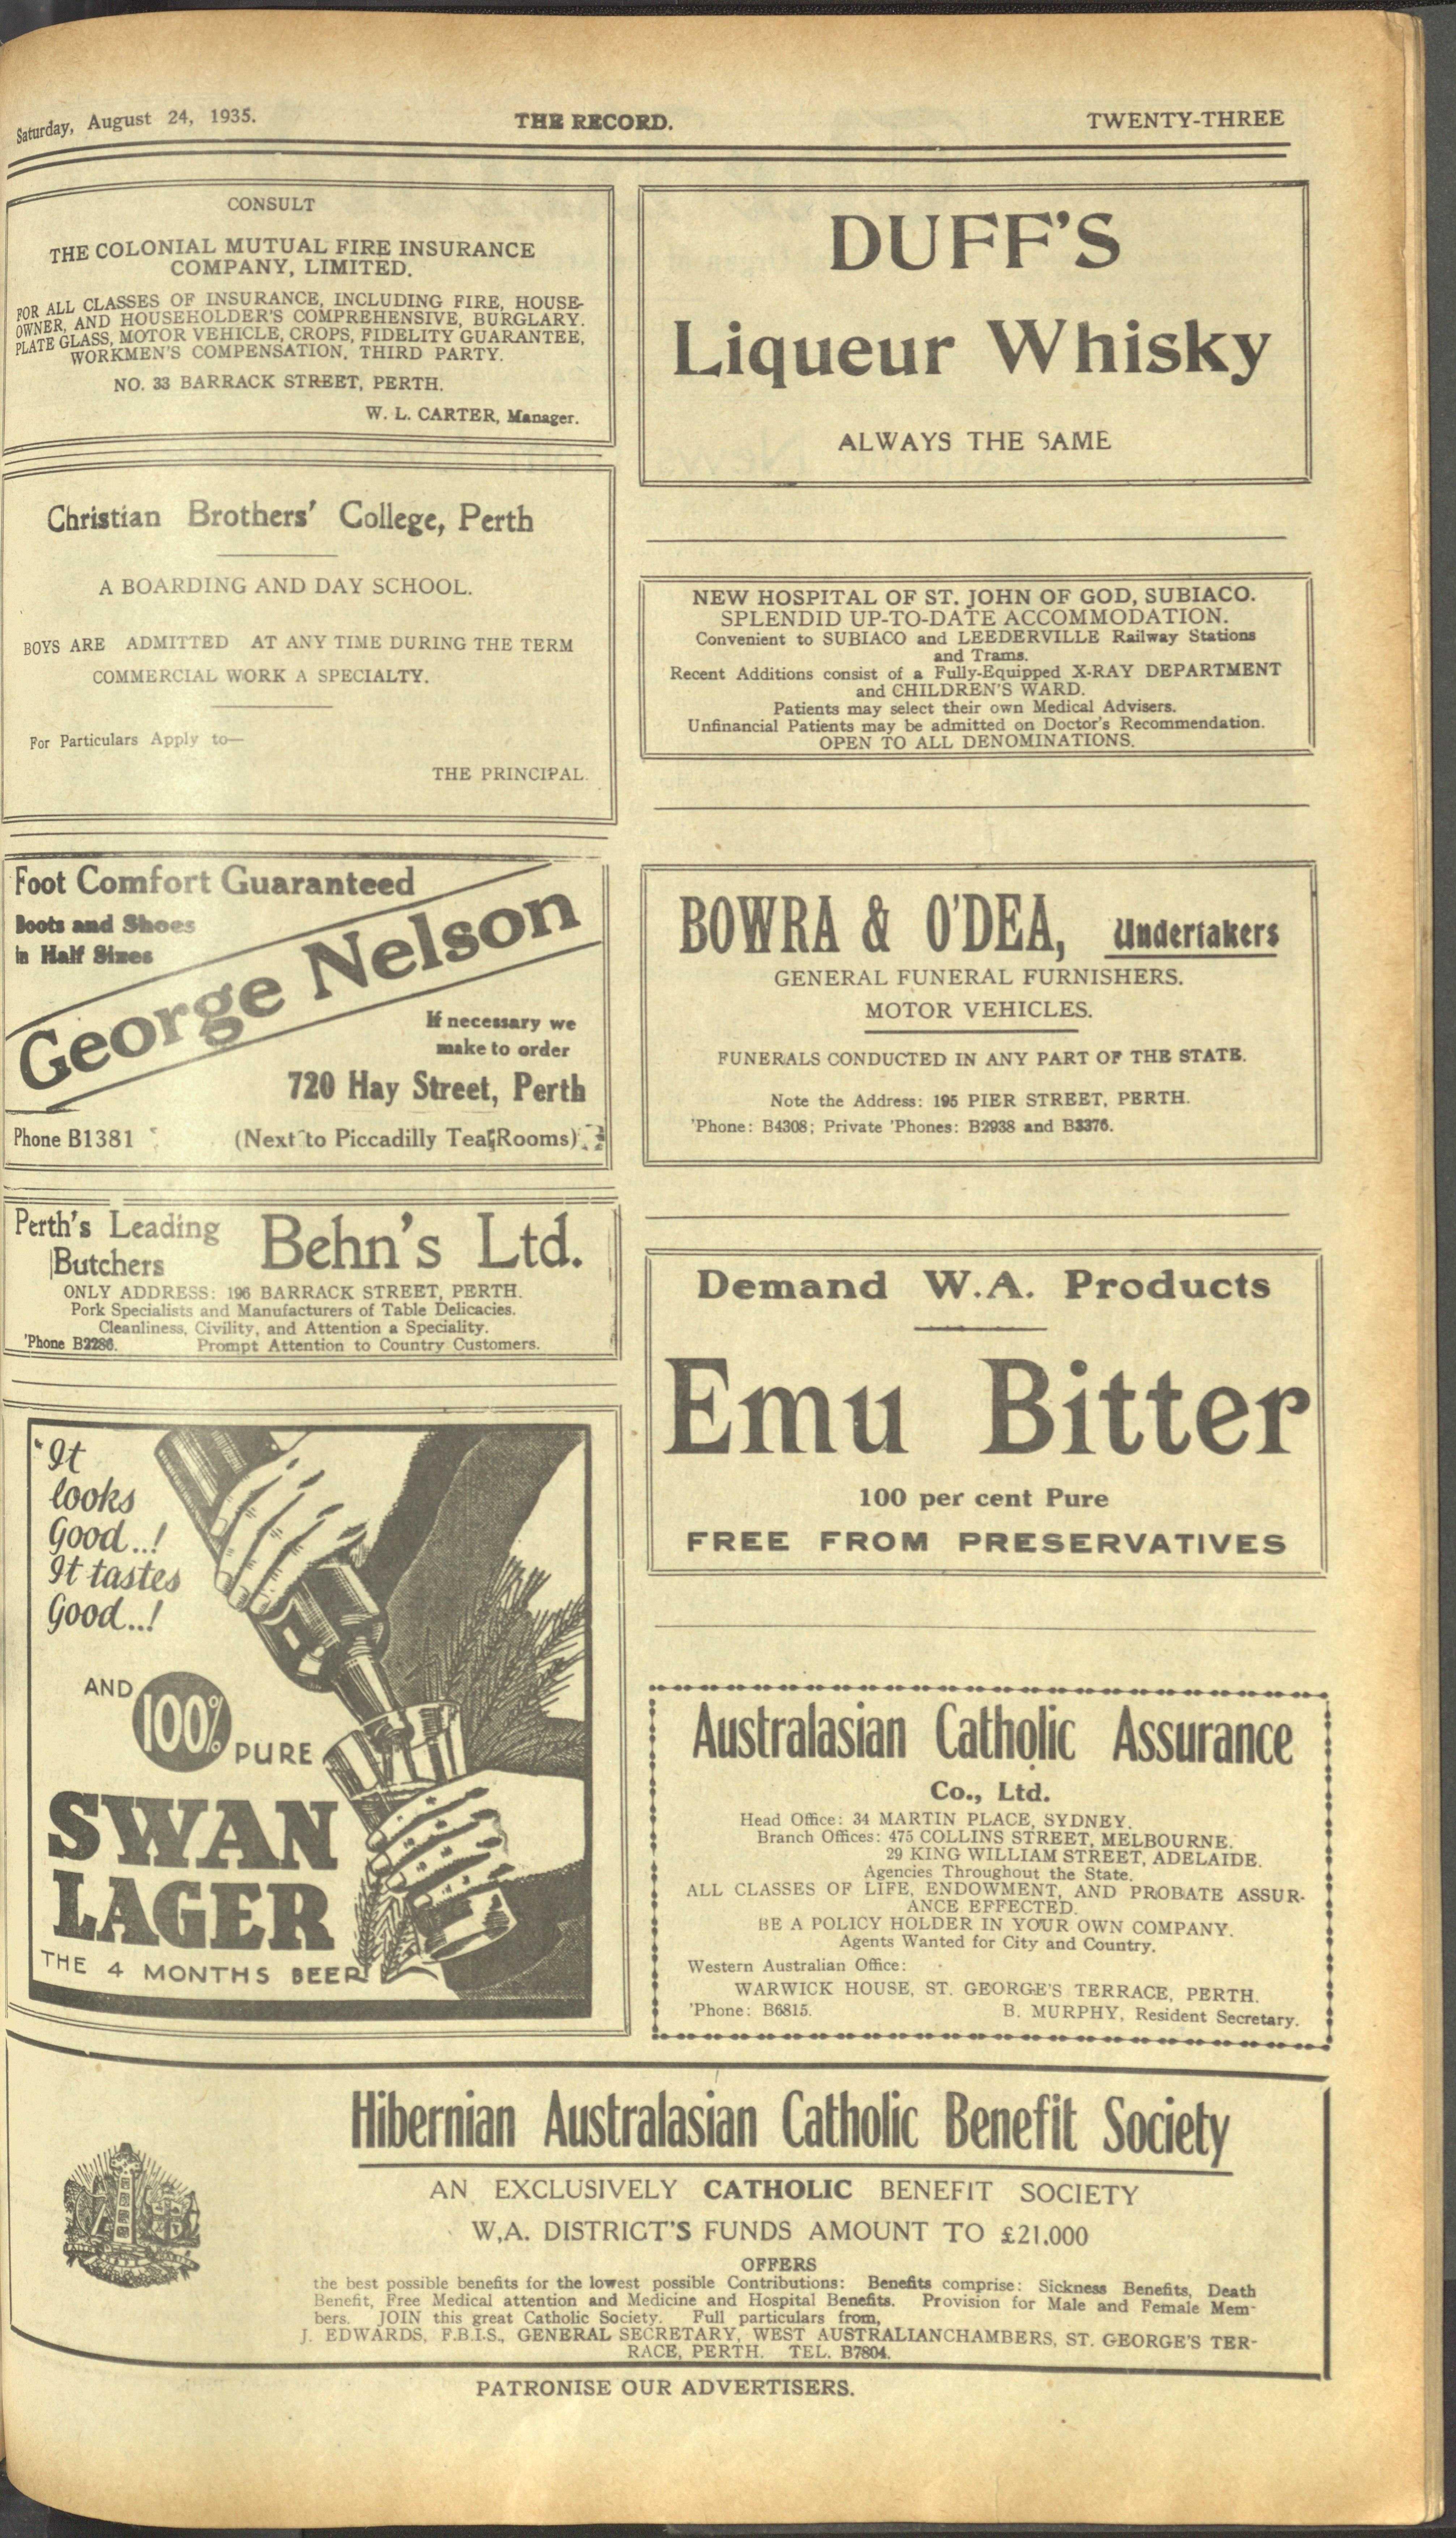 Saturday, August 24, 1935.
THE RECORD.
TWENTY-THREE
CONSULT
THE COLONIAL MUTUAL FIRE INSURANCE
COMPANY, LIMITED.
FOR ALL CLASSES OF INSURANCE, INCLUDING FIRE, HOUSE-
OWNER, AND HOUSEHOLDER'S COMPREHENSIVE, BURGLARY.
PLATE GLASS, MOTOR VEHICLE, CROPS, FIDELITY GUARANTEE,
WORKMEN'S COMPENSATION, THIRD PARTY.
NO. 33 BARRACK STREET, PERTH.
W. L. CARTER, Manager.
Christian Brothers' College, Perth
A BOARDING AND DAY SCHOOL.
BOYS ARE ADMITTED AT ANY TIME DURING THE TERM
COMMERCIAL WORK A SPECIALTY.
For Particulars Apply to—
THE PRINCIPAL.
Foot Comfort Guaranteed
Boots and Shoes
in Half Sizes
George Nelson
If necessary we
make to order
720 Hay Street, Perth
Phone B1381 (Next to Piccadilly Tea Rooms)
Perth's Leading
Butchers
Behn's Ltd.
ONLY ADDRESS: 196 BARRACK STREET, PERTH.
Pork Specialists and Manufacturers of Table Delicacies.
Cleanliness, Civility, and Attention a Speciality.
'Phone B2286. Prompt Attention to Country Customers.
"It
looks
Good...!
It tastes
Good...!
AND
100%
PURE
SWAN
LAGER
THE 4 MONTHS BEER
DUFF'S
Liqueur Whisky
ALWAYS THE SAME
NEW HOSPITAL OF ST. JOHN OF GOD, SUBIACO.
SPLENDID UP-TO-DATE ACCOMMODATION.
Convenient to SUBIACO and LEEDERVILLE Railway Stations
and Trams.
Recent Additions consist of a Fully-Equipped X-RAY DEPARTMENT
and CHILDREN'S WARD.
Patients may select their own Medical Advisers.
Unfinancial Patients may be admitted on Doctor's Recommendation.
OPEN TO ALL DENOMINATIONS.
BOWRA & O'DEA, Undertakers
GENERAL FUNERAL FURNISHERS.
MOTOR VEHICLES.
FUNERALS CONDUCTED IN ANY PART OF THE STATE.
Note the Address: 195 PIER STREET, PERTH.
'Phone: B4308; Private 'Phones: B2938 and B3376.
Demand W.A. Products
Emu Bitter
100 per cent Pure
FREE FROM PRESERVATIVES
Australasian Catholic Assurance
Co., Ltd.
Head Office: 34 MARTIN PLACE, SYDNEY.
Branch Offices: 475 COLLINS STREET, MELBOURNE.
29 KING WILLIAM STREET, ADELAIDE.
Agencies Throughout the State.
ALL CLASSES OF LIFE, ENDOWMENT, AND PROBATE ASSUR-
ANCE EFFECTED.
BE A POLICY HOLDER IN YOUR OWN COMPANY.
Agents Wanted for City and Country.
Western Australian Office:
WARWICK HOUSE, ST. GEORGE'S TERRACE, PERTH.
'Phone: B6815. B. MURPHY, Resident Secretary.
Hibernian Australasian Catholic Benefit Society
AN EXCLUSIVELY CATHOLIC BENEFIT SOCIETY
W.A. DISTRICT'S FUNDS AMOUNT TO £21,000
OFFERS
the best possible benefits for the lowest possible Contributions: Benefits comprise: Sickness Benefits, Death
Benefit, Free Medical attention and Medicine and Hospital Benefits. Provision for Male and Female Mem-
bers. JOIN this great Catholic Society. Full particulars from,
J. EDWARDS, F.B.I.S., GENERAL SECRETARY, WEST AUSTRALIANCHAMBERS, ST. GEORGE'S TER-
RACE, PERTH. TEL. B7804.
PATRONISE OUR ADVERTISERS.